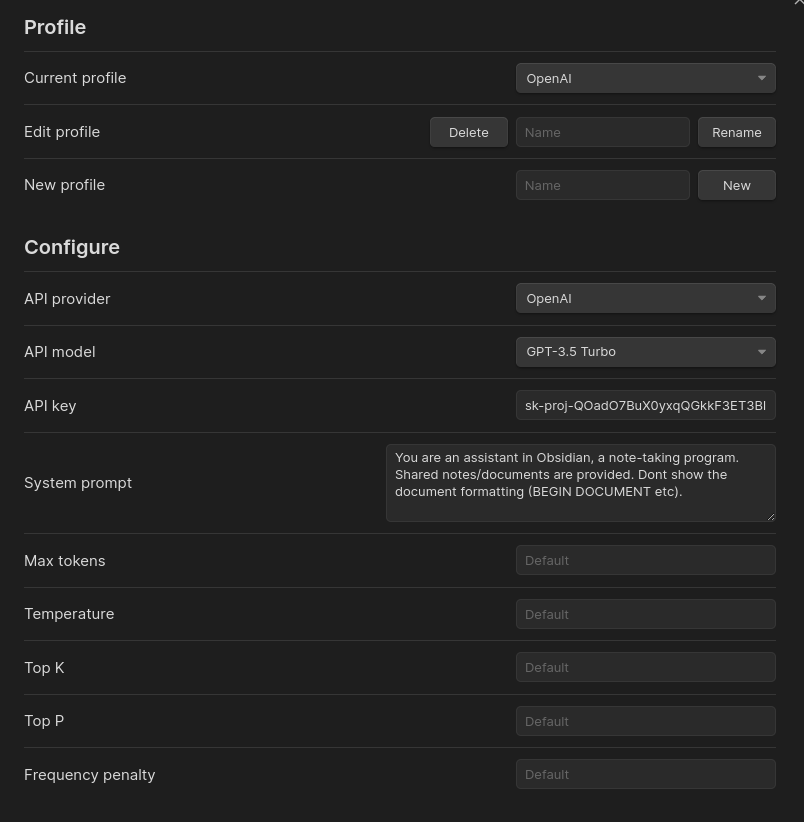 Profile
Current profile
OpenAI
Edit profile
Delete
Name
Rename
New profile
Name
New
Configure
API provider
OpenAI
API model
GPT-3.5 Turbo
API key
System prompt
You are an assistant in Obsidian, a note-taking program.
Shared notes/documents are provided. Dont show the
document formatting (BEGIN DOCUMENT etc).
Max tokens
Default
Temperature
Default
Top K
Default
Top P
Default
Frequency penalty
Default